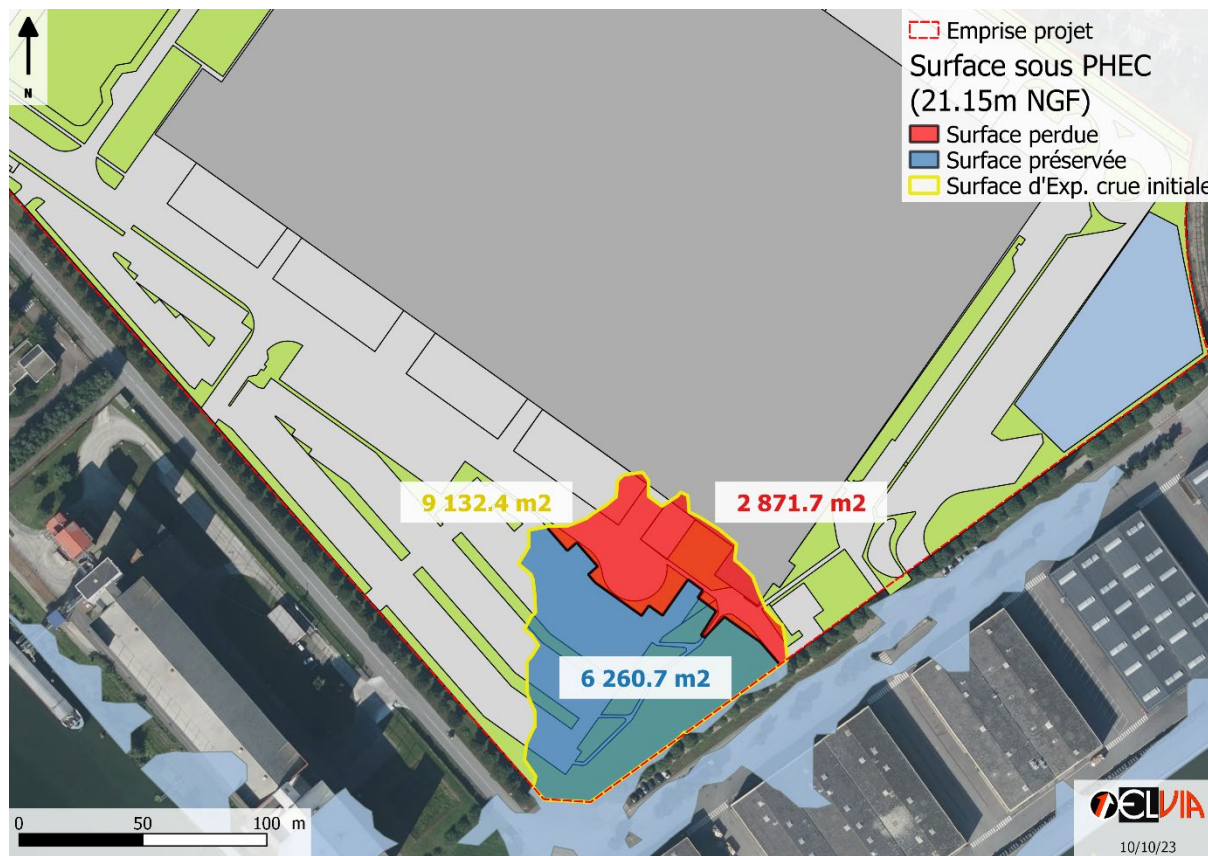 N
Emprise projet
Surface sous PHEC
(21.15m NGF)
Surface perdue
Surface préservée
Surface d'Exp. crue initiale
9 132.4 m2
2 871.7 m2
6 260.7 m2
0 50 100 m
ELVIA
10/10/23